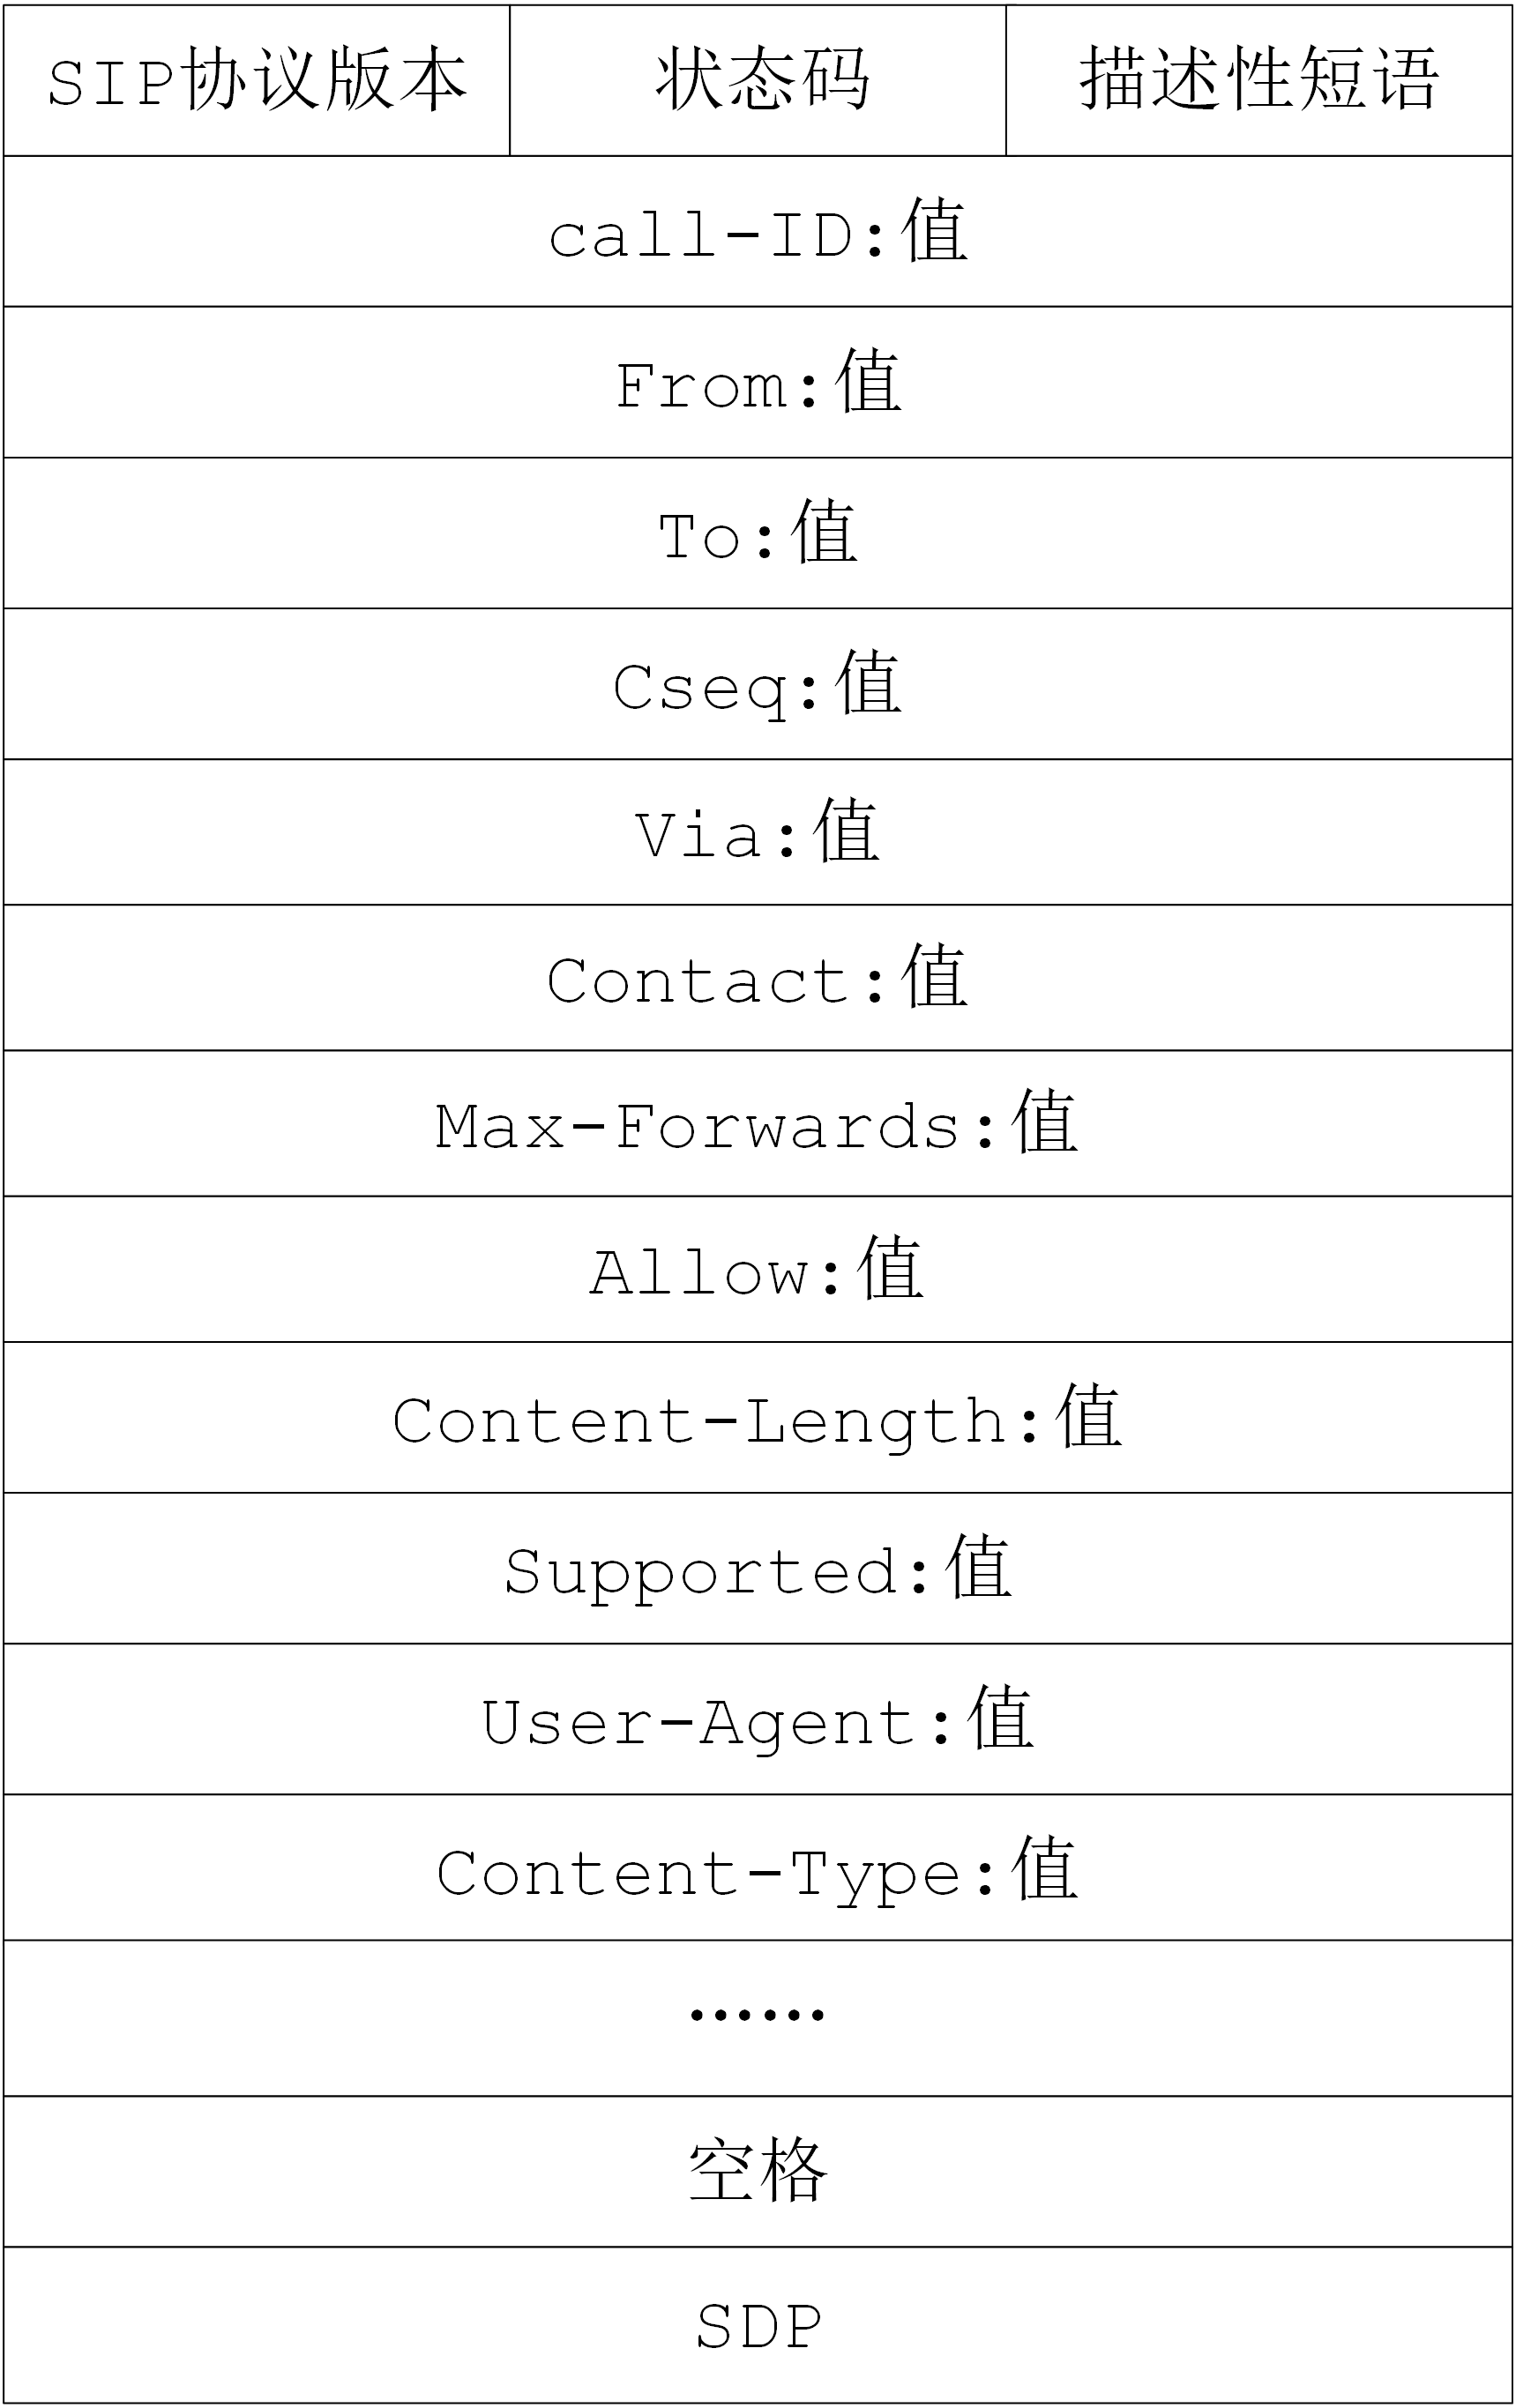 SIP协议版本 状态码 描述性短语
call-ID:值
From:值
To:值
Cseq:值
Via:值
Contact:值
Max-Forwards:值
Allow:值
Content-Length:值
Supported:值
User-Agent:值
Content-Type:值
……
空格
SDP